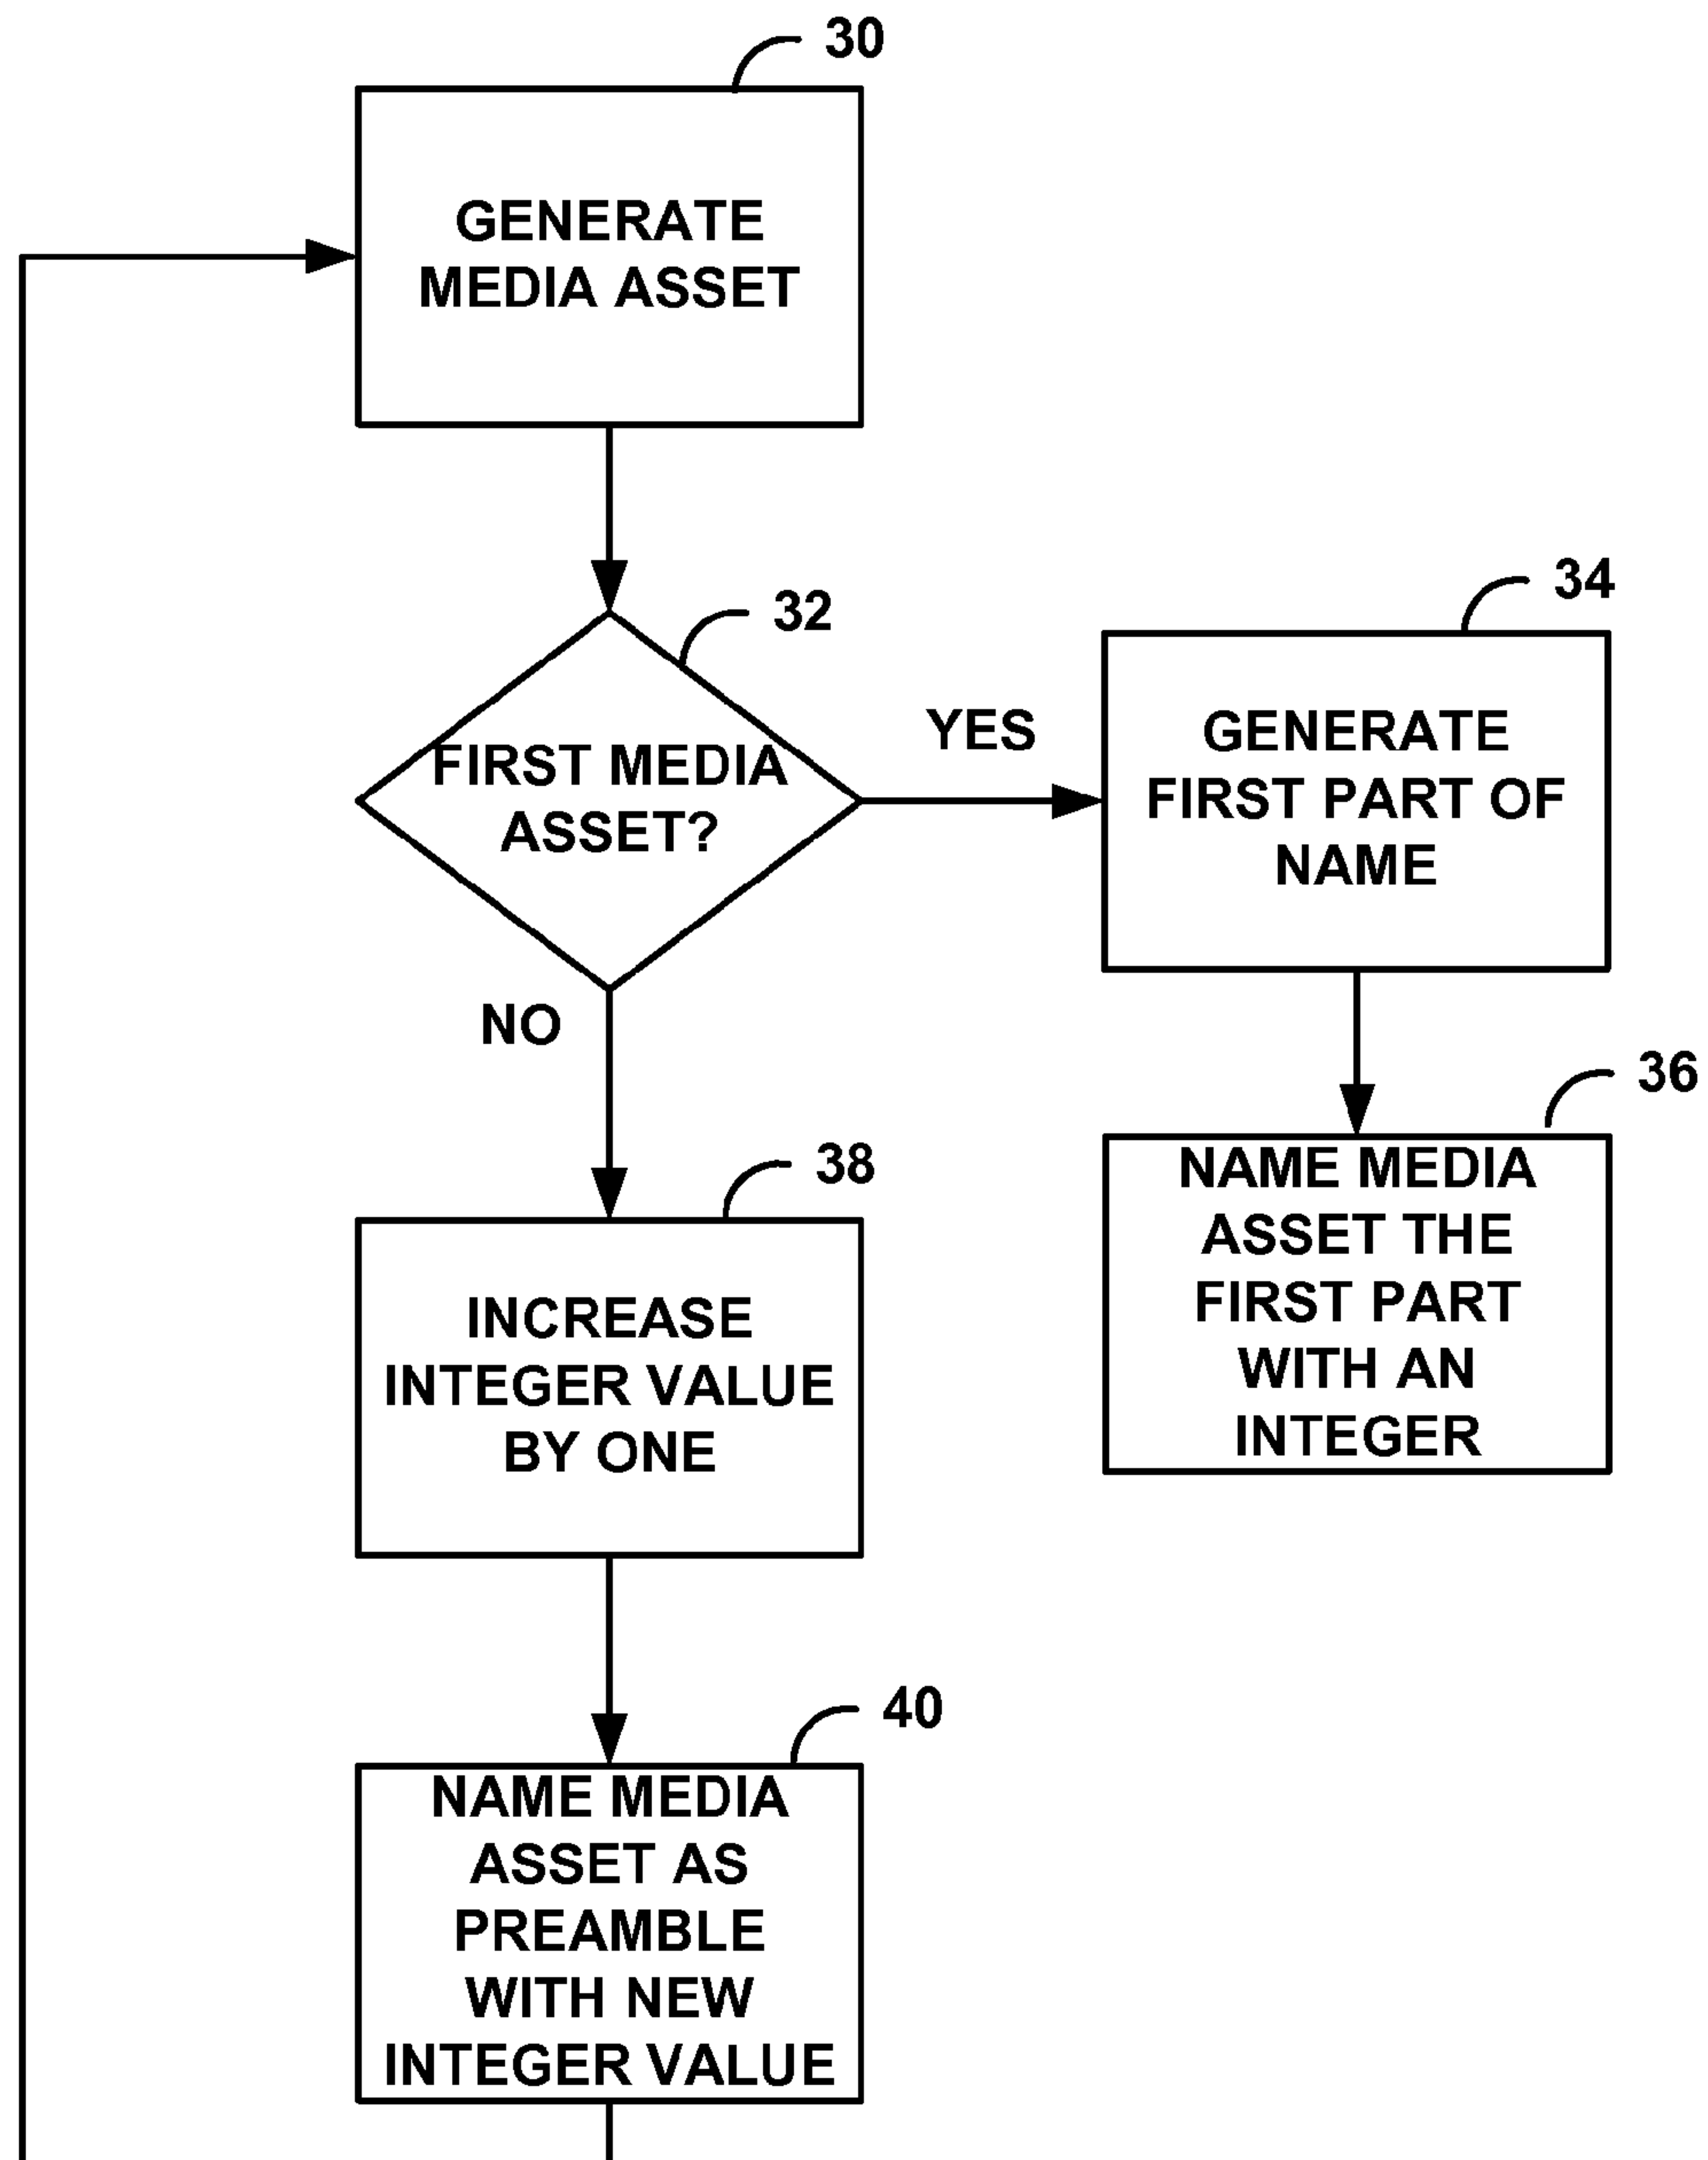 30
GENERATE
MEDIA ASSET
32
FIRST MEDIA
ASSET?
YES
34
GENERATE
FIRST PART OF
NAME
NO
36
NAME MEDIA
ASSET THE
FIRST PART
WITH AN
INTEGER
38
INCREASE
INTEGER VALUE
BY ONE
40
NAME MEDIA
ASSET AS
PREAMBLE
WITH NEW
INTEGER VALUE